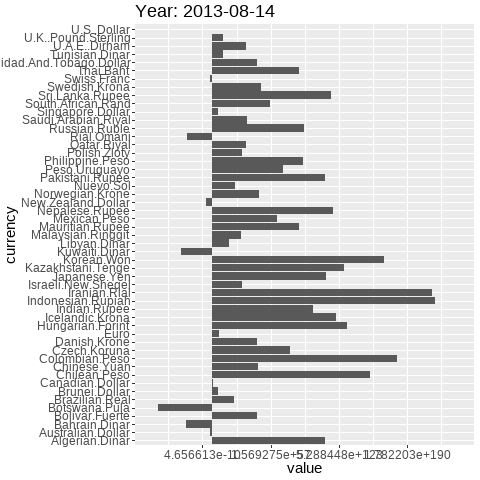 Year: 2013-08-14
U.S..Dollar
U.K..Pound.Sterling
U.A.E..Dirham
Tunisian.Dinar
idad.And.Tobago.Dollar
Thai.Baht
Swiss.Franc
Swedish.Krona
Sri.Lanka.Rupee
South.African.Rand
Singapore.Dollar
Saudi.Arabian.Riyal
Russian.Ruble
Rial.Omani
Qatar.Riyal
Polish.Zloty
Philippine.Peso
Peso.Uruguayo
Pakistani.Rupee
Nuevo.Sol
Norwegian.Krone
New.Zealand.Dollar
Nepalese.Rupee
Mexican.Peso
Mauritian.Rupee
Malaysian.Ringgit
Libyan.Dinar
Kuwaiti.Dinar
Korean.Won
Kazakhstani.Tenge
Japanese.Yen
Israeli.New.Sheqel
Iranian.Rial
Indonesian.Rupiah
Indian.Rupee
Icelandic.Krona
Hungarian.Forint
Euro
Danish.Krone
Czech.Koruna
Colombian.Peso
Chinese.Yuan
Chilean.Peso
Canadian.Dollar
Brunei.Dollar
Brazilian.Real
Botswana.Pula
Bolivar.Fuerte
Bahrain.Dinar
Australian.Dollar
Algerian.Dinar
currency
value